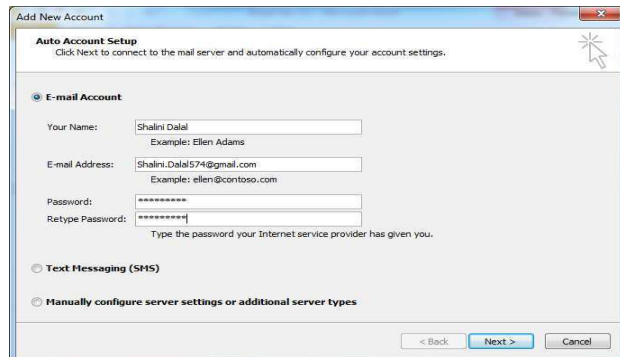 Add New Account
Auto Account Setup
Click Next to connect to the mail server and automatically configure your account settings.
E-mail Account
Your Name: Shalini Dalal
Example: Ellen Adams
E-mail Address: Shalini.Dalal574@gmail.com
Example: ellen@contoso.com
Password: *********
Retype Password: *********
Type the password your Internet service provider has given you.
Text Messaging (SMS)
Manually configure server settings or additional server types
< Back Next > Cancel